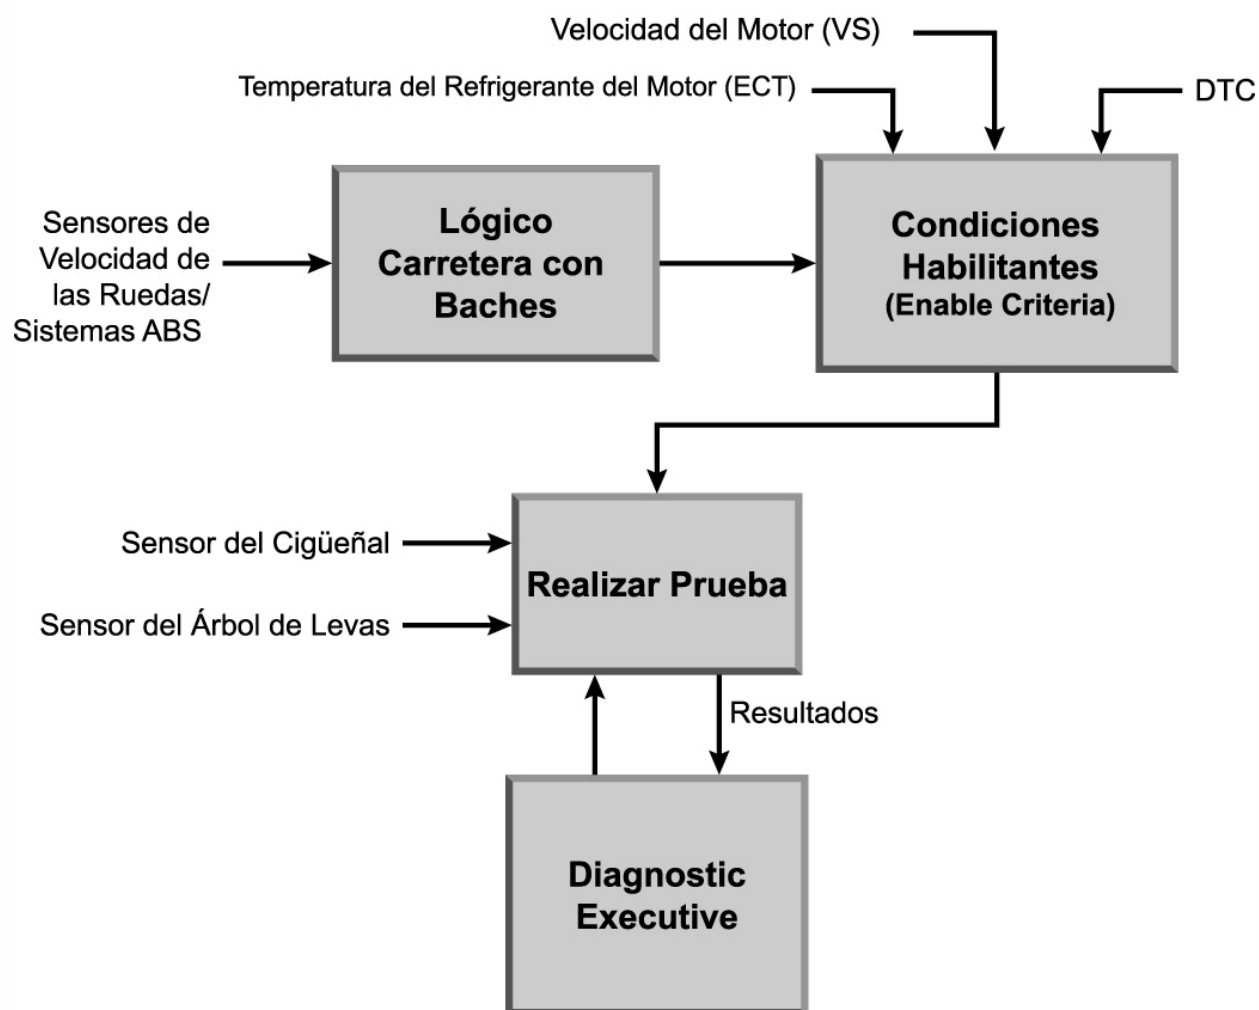 Velocidad del Motor (VS)
Temperatura del Refrigerante del Motor (ECT)
DTC
Sensores de
Velocidad de
las Ruedas/
Sistemas ABS
Lógico
Carretera con
Baches
Condiciones
Habilitantes
(Enable Criteria)
Sensor del Cigüeñal
Sensor del Árbol de Levas
Realizar Prueba
Resultados
Diagnostic
Executive